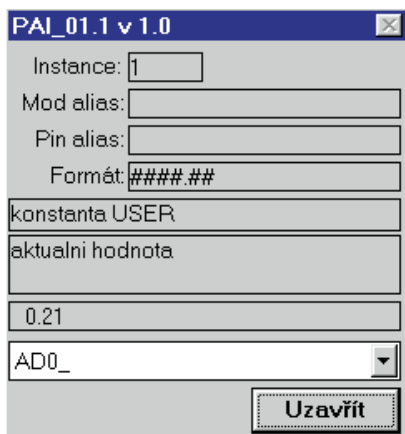 PAI_01.1 v 1.0
Instance: 1
Mod alias:
Pin alias:
Formát: ####.##
konstanta USER
aktualni hodnota
0.21
AD0_
Uzavřít